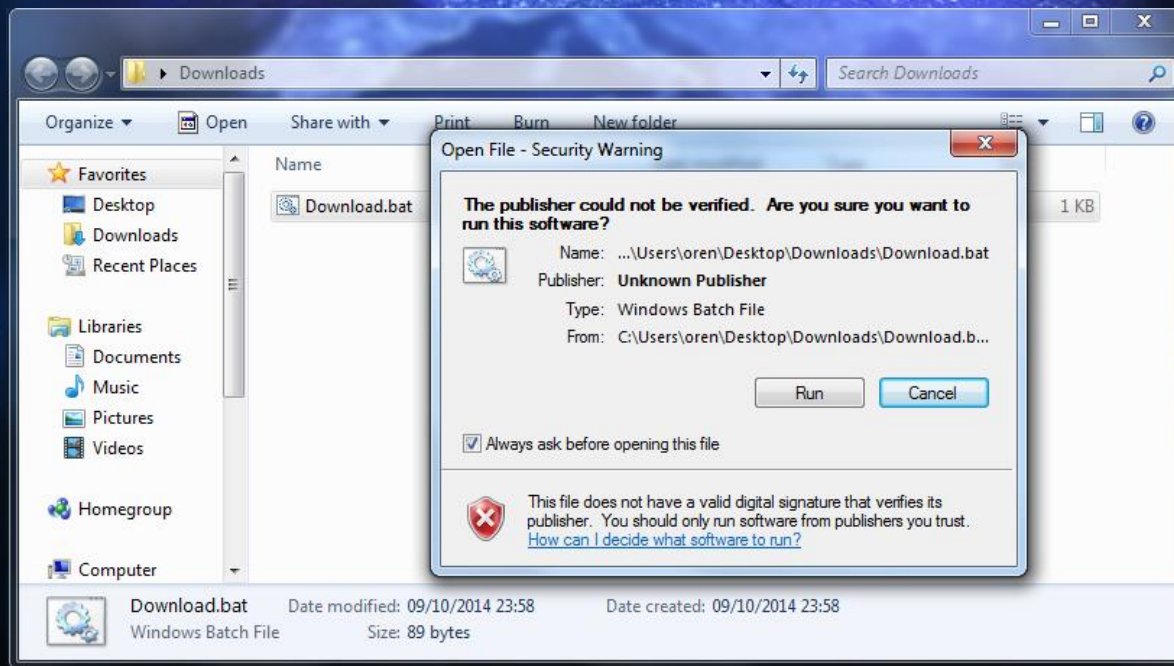 Downloads
Search Downloads
Organize Open Share with Print Burn New folder
Favorites
Desktop
Downloads
Recent Places
Libraries
Documents
Music
Pictures
Videos
Homegroup
Computer
Name
Download.bat
1 KB
Open File - Security Warning
The publisher could not be verified. Are you sure you want to
run this software?
Name: ...\Users\oren\Desktop\Downloads\Download.bat
Publisher: Unknown Publisher
Type: Windows Batch File
From: C:\Users\oren\Desktop\Downloads\Download.b...
Run Cancel
Always ask before opening this file
This file does not have a valid digital signature that verifies its
publisher. You should only run software from publishers you trust.
How can I decide what software to run?
Download.bat Date modified: 09/10/2014 23:58 Date created: 09/10/2014 23:58
Windows Batch File Size: 89 bytes